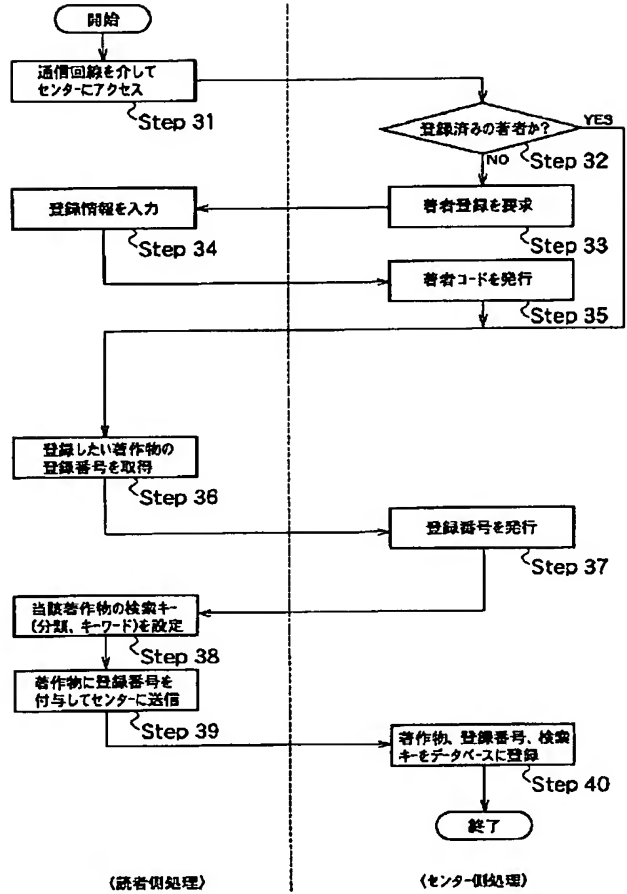 開始
通信回線を介して
センターにアクセス
Step 31
登録済みの著者か?
YES
Step 32
NO
著者登録を要求
Step 33
登録情報を入力
Step 34
著者コードを発行
Step 35
登録したい著作物の
登録番号を取得
Step 36
登録番号を発行
Step 37
当該著作物の検索キー
(分類、キーワード)を設定
Step 38
著作物に登録番号を
付与してセンターに送信
Step 39
著作物、登録番号、検索
キーをデータベースに登録
Step 40
終了
〈読者側処理〉
〈センター側処理〉